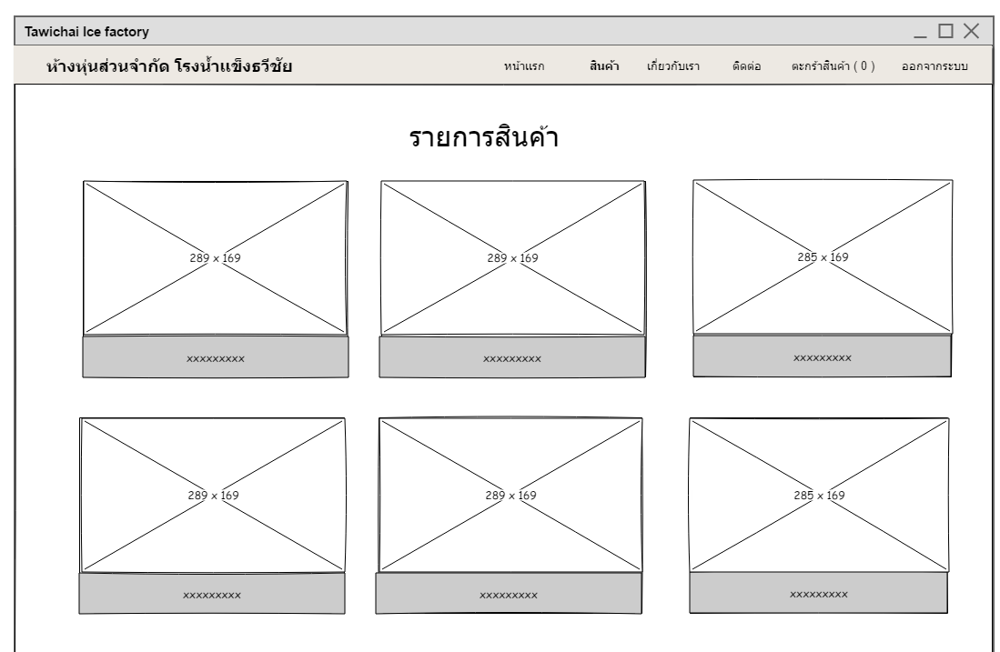 Tawichai Ice factory
ห้างหุ่นส่วนจำกัด โรงน้ำแข็งธวีชัย หน้าแรก สินค้า เกี่ยวกับเรา ติดต่อ ตะกร้าสินค้า ( 0 ) ออกจากระบบ
รายการสินค้า
289 x 169 289 x 169 285 x 169
xxxxxxxxx xxxxxxxxx xxxxxxxxx
289 x 169 289 x 169 285 x 169
xxxxxxxxx xxxxxxxxx xxxxxxxxx